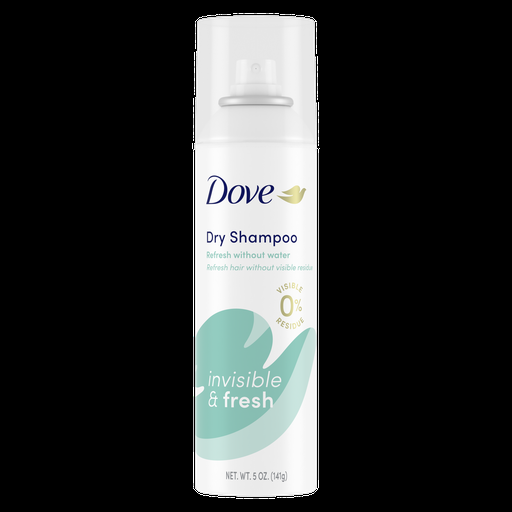 Dove
Dry Shampoo
Refresh without water
Refresh hair without visible residue
VISIBLE
0%
RESIDUE
invisible
& fresh
NET. WT. 5 OZ. (141g)